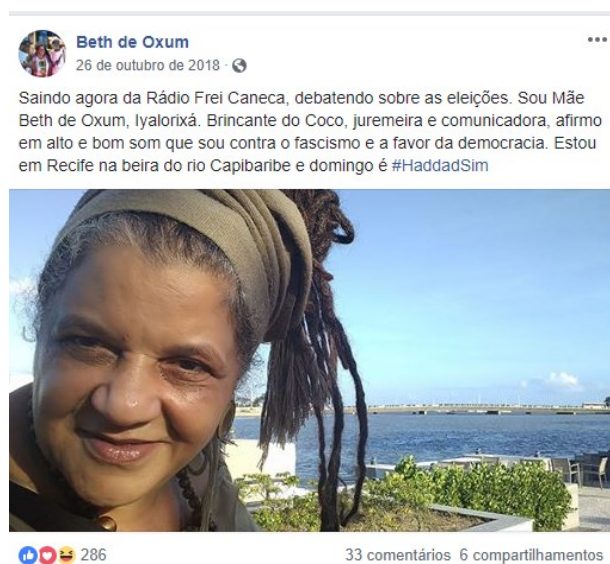 Beth de Oxum
26 de outubro de 2018 ·
Saindo agora da Rádio Frei Caneca, debatendo sobre as eleições. Sou Mãe
Beth de Oxum, Iyalorixá. Brincante do Coco, juremeira e comunicadora, afirmo
em alto e bom som que sou contra o fascismo e a favor da democracia. Estou
em Recife na beira do rio Capibaribe e domingo é #HaddadSim
286
33 comentários 6 compartilhamentos